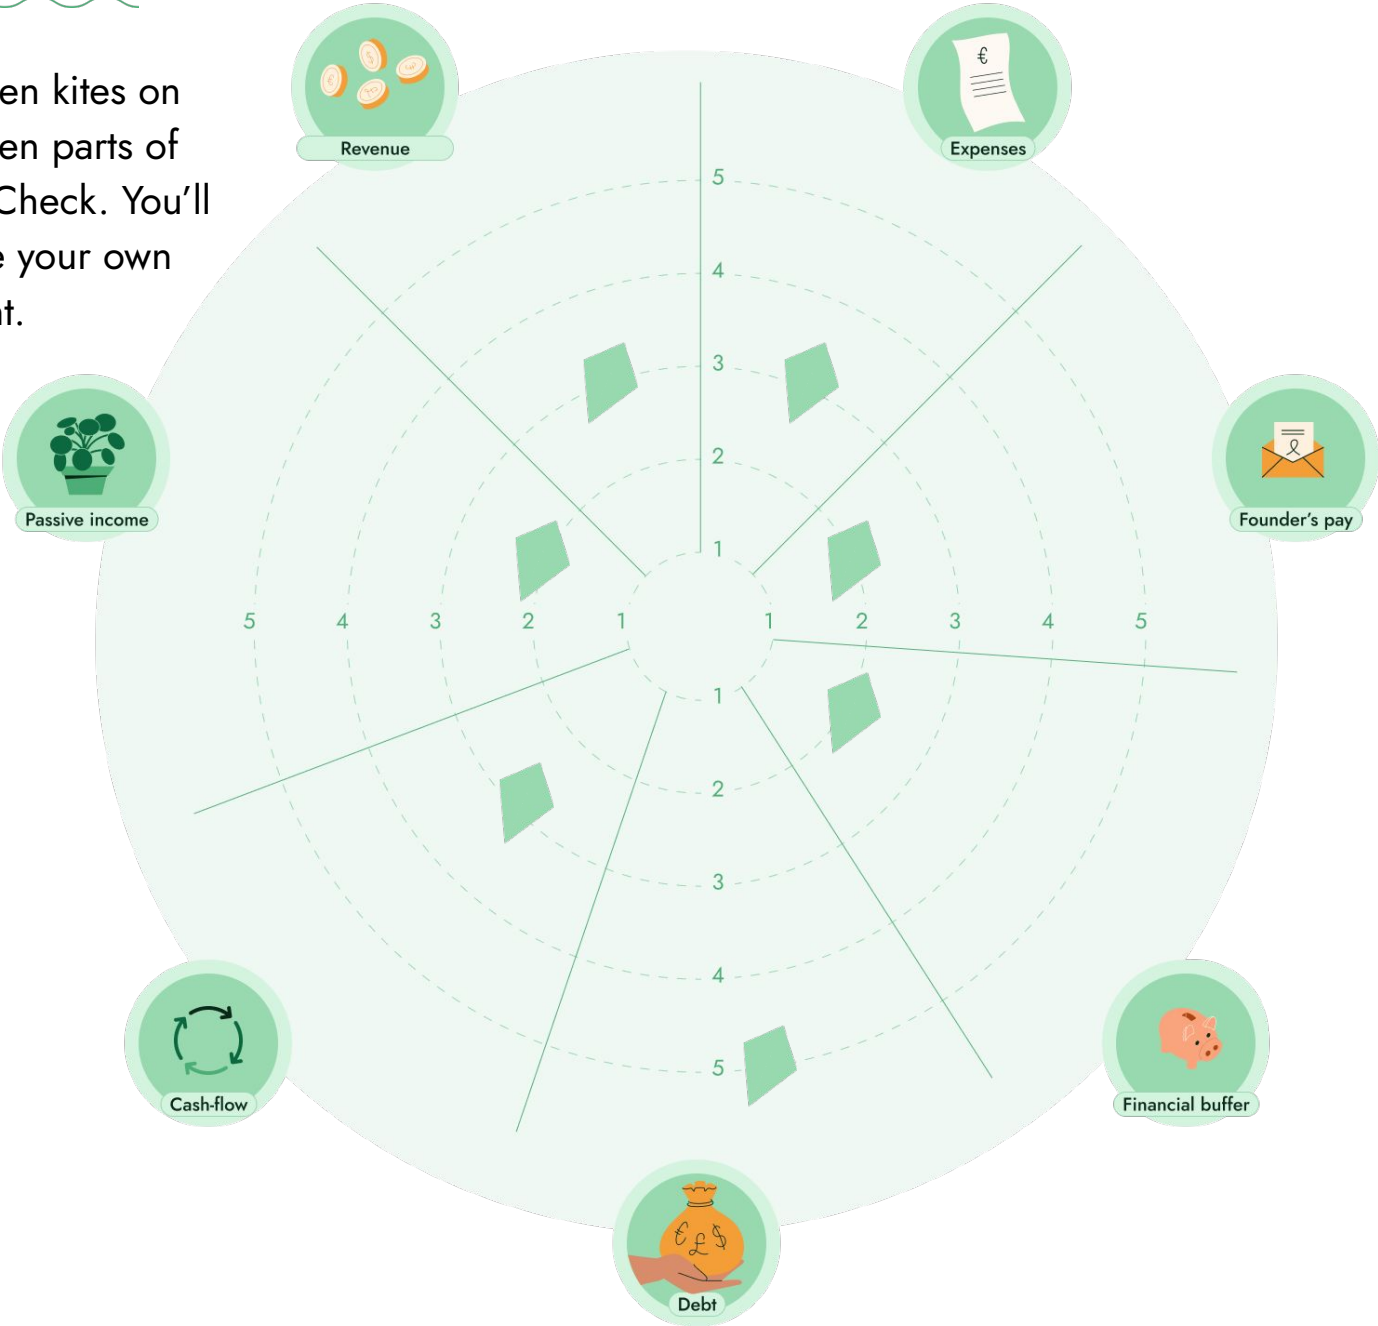 en kites on
en parts of
Check. You’ll
e your own
t.
Revenue
Expenses
Passive income
Founder’s pay
5
4
3
2
1
5 4 3 2 1 1 2 3 4 5
1
2
3
4
5
Cash-flow
Financial buffer
Debt